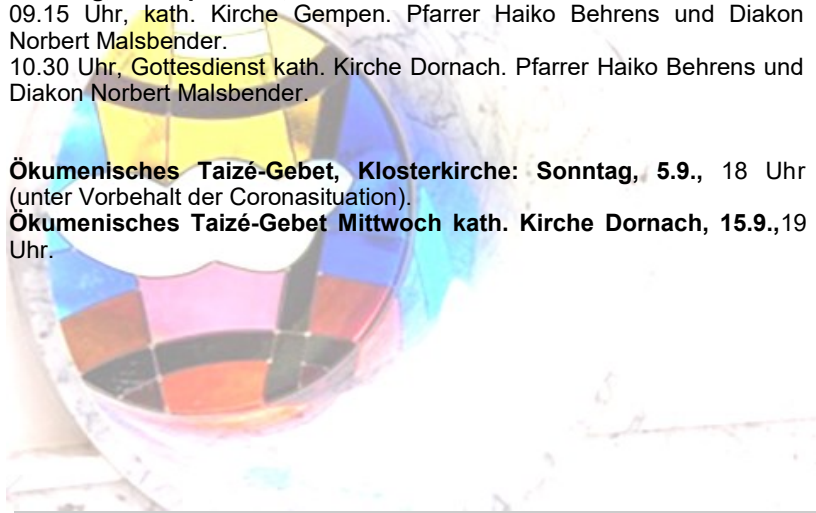 09.15 Uhr, kath. Kirche Gempen. Pfarrer Haiko Behrens und Diakon
Norbert Malsbender.
10.30 Uhr, Gottesdienst kath. Kirche Dornach. Pfarrer Haiko Behrens und
Diakon Norbert Malsbender.
Ökumenisches Taizé-Gebet, Klosterkirche: Sonntag, 5.9., 18 Uhr
(unter Vorbehalt der Coronasituation).
Ökumenisches Taizé-Gebet Mittwoch kath. Kirche Dornach, 15.9.,19
Uhr.